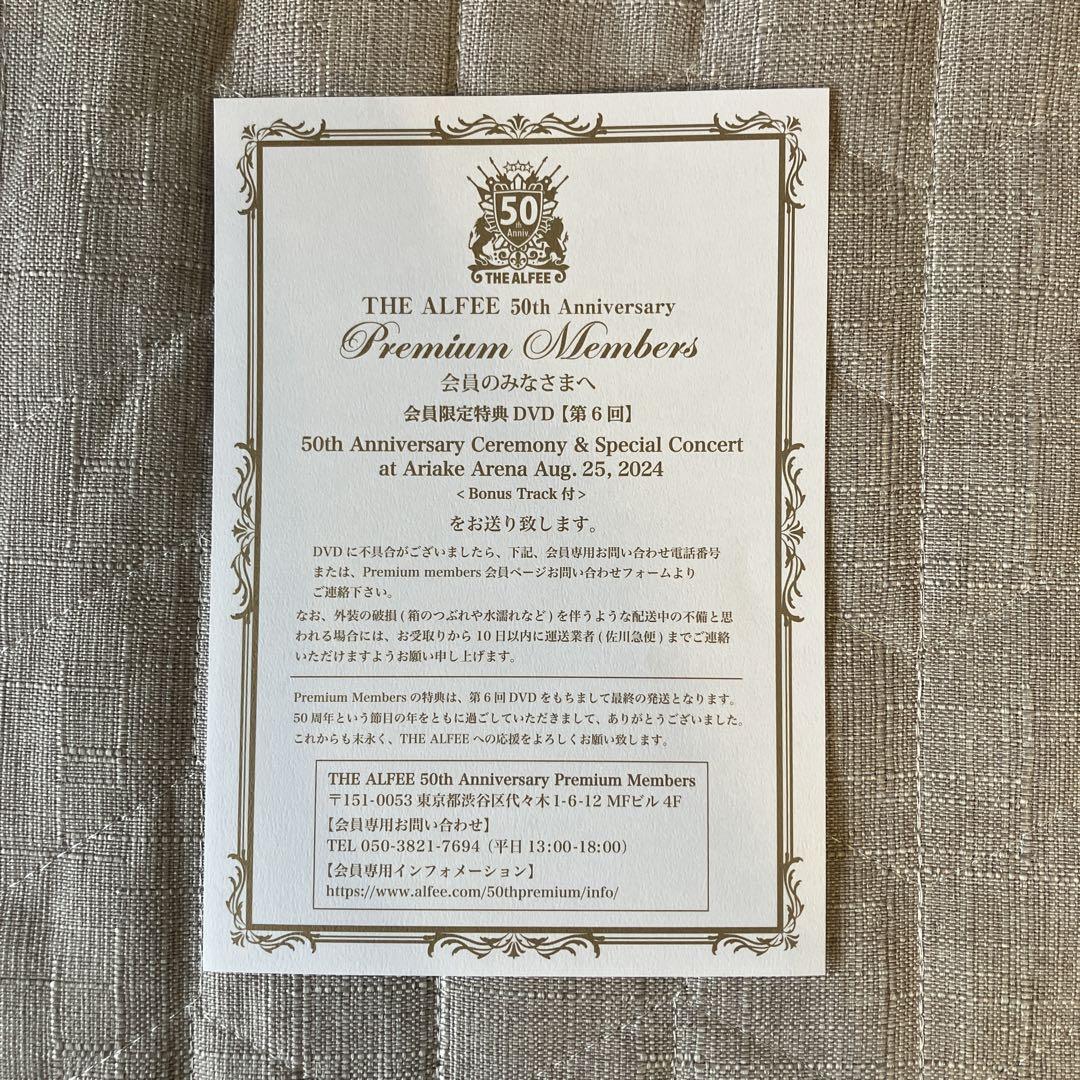 50
Anniv.
THE ALFEE
THE ALFEE 50th Anniversary
Premium Members
会員のみなさまへ
会員限定特典 DVD【第6回】
50th Anniversary Ceremony & Special Concert
at Ariake Arena Aug. 25, 2024
< Bonus Track 付 >
をお送り致します。
DVD に不具合がございましたら、下記、会員専用お問い合わせ電話番号
または、Premium members 会員ページお問い合わせフォームより
ご連絡下さい。
なお、外装の破損 ( 箱のつぶれや水濡れなど ) を伴うような配送中の不備と思
われる場合には、お受取りから 10 日以内に運送業者 ( 佐川急便 ) までご連絡
いただけますようお願い申し上げます。
Premium Members の特典は、第 6 回 DVD をもちまして最終の発送となります。
50 周年という節目の年をともに過ごしていただきまして、ありがとうございました。
これからも末永く、THE ALFEE への応援をよろしくお願い致します。
THE ALFEE 50th Anniversary Premium Members
〒151-0053 東京都渋谷区代々木 1-6-12 MFビル 4F
【会員専用お問い合わせ】
TEL 050-3821-7694（平日 13:00-18:00）
【会員専用インフォメーション】
https://www.alfee.com/50thpremium/info/